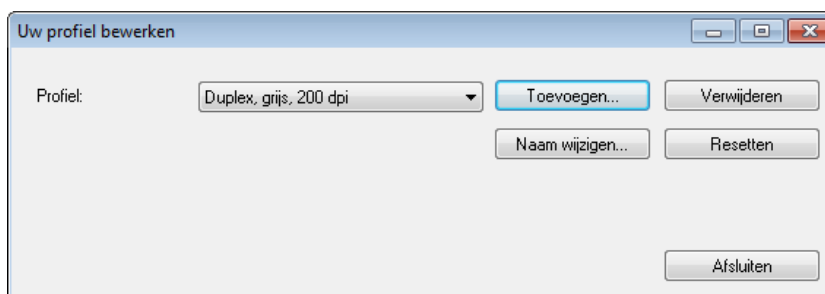 Uw profiel bewerken
Profiel: Duplex, grijs, 200 dpi Toevoegen... Verwijderen
Naam wijzigen... Resetten
Afsluiten